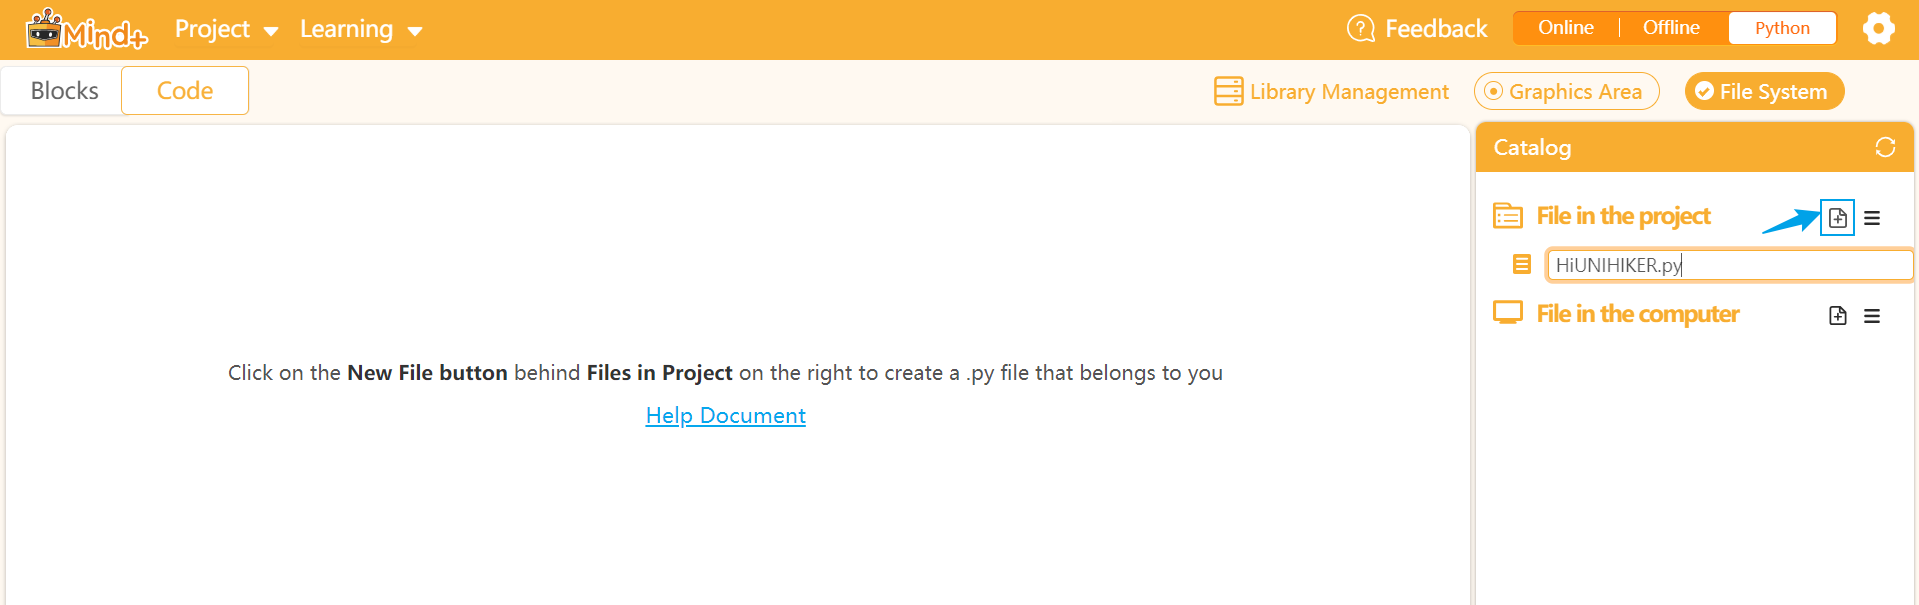 Mind+ Project Learning Feedback Online Offline Python
Blocks Code Library Management Graphics Area File System
Catalog
File in the project
HiUNIHIKER.py
File in the computer
Click on the New File button behind Files in Project on the right to create a .py file that belongs to you
Help Document